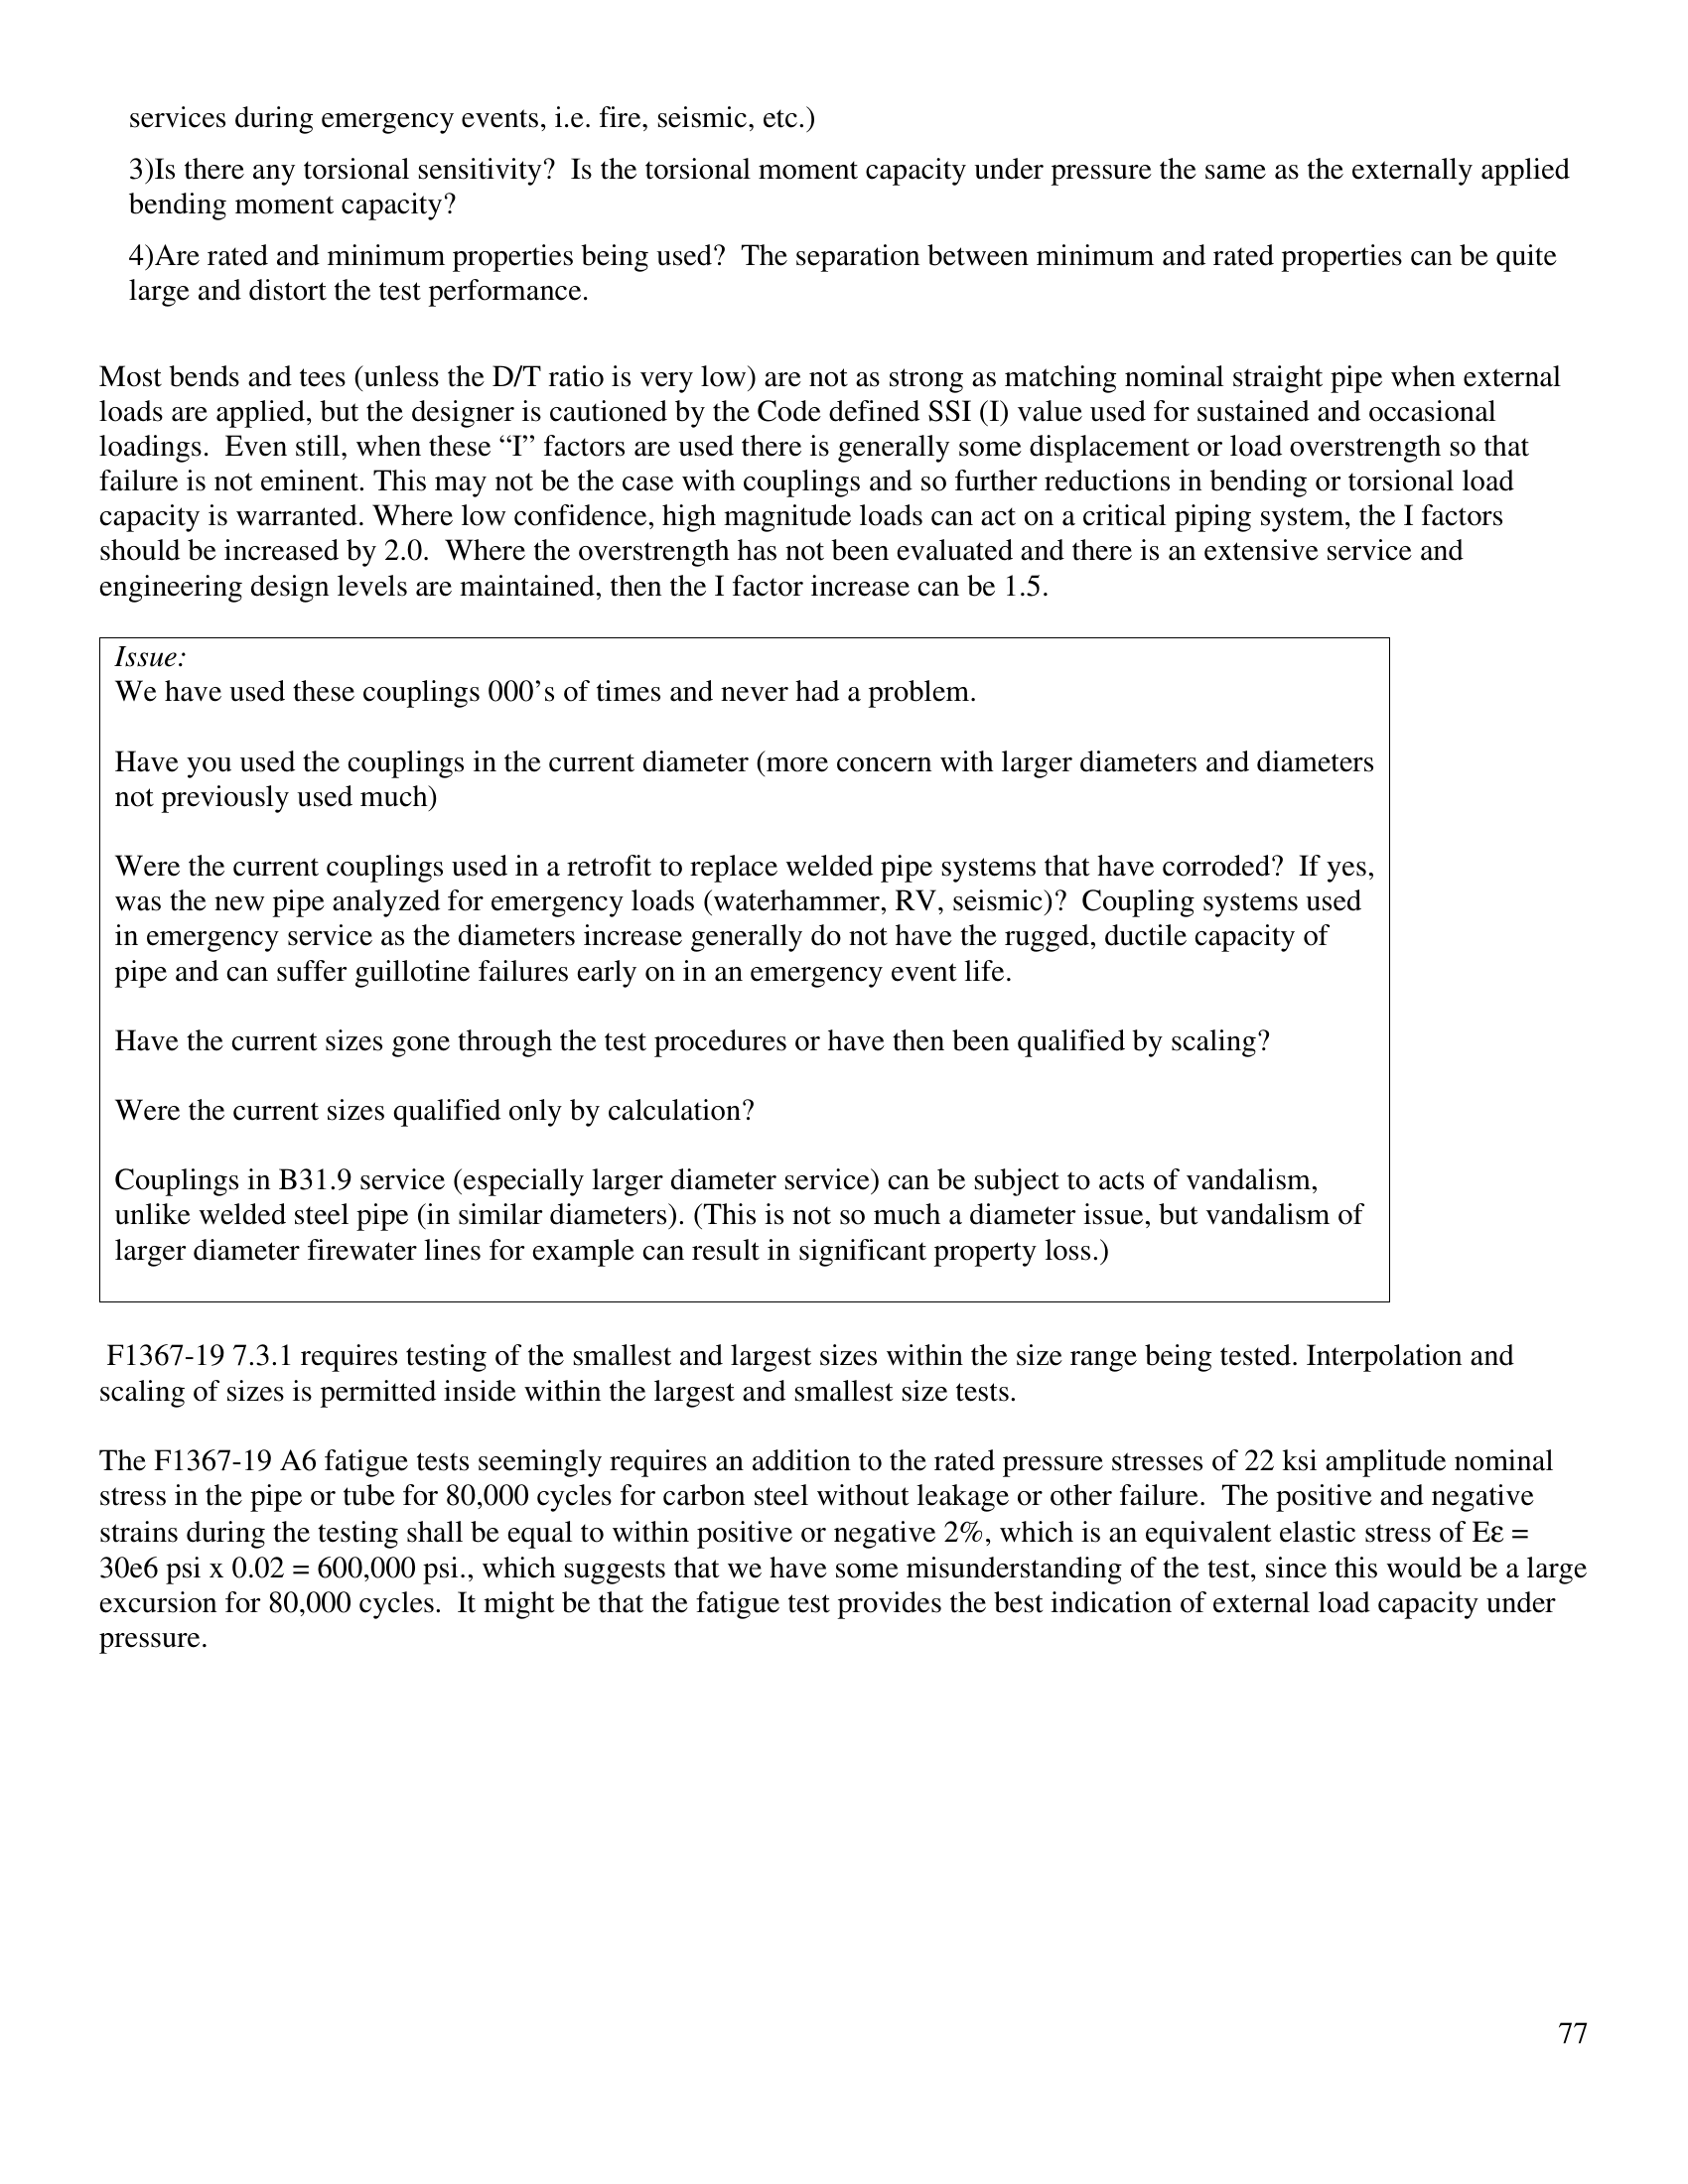 services during emergency events, i.e. fire, seismic, etc.)
3)Is there any torsional sensitivity?  Is the torsional moment capacity under pressure the same as the externally applied
bending moment capacity?
4)Are rated and minimum properties being used?  The separation between minimum and rated properties can be quite
large and distort the test performance.
Most bends and tees (unless the D/T ratio is very low) are not as strong as matching nominal straight pipe when external
loads are applied, but the designer is cautioned by the Code defined SSI (I) value used for sustained and occasional
loadings.  Even still, when these “I” factors are used there is generally some displacement or load overstrength so that
failure is not eminent. This may not be the case with couplings and so further reductions in bending or torsional load
capacity is warranted. Where low confidence, high magnitude loads can act on a critical piping system, the I factors
should be increased by 2.0.  Where the overstrength has not been evaluated and there is an extensive service and
engineering design levels are maintained, then the I factor increase can be 1.5.
Issue:
We have used these couplings 000’s of times and never had a problem.
Have you used the couplings in the current diameter (more concern with larger diameters and diameters
not previously used much)
Were the current couplings used in a retrofit to replace welded pipe systems that have corroded?  If yes,
was the new pipe analyzed for emergency loads (waterhammer, RV, seismic)?  Coupling systems used
in emergency service as the diameters increase generally do not have the rugged, ductile capacity of
pipe and can suffer guillotine failures early on in an emergency event life.
Have the current sizes gone through the test procedures or have then been qualified by scaling?
Were the current sizes qualified only by calculation?
Couplings in B31.9 service (especially larger diameter service) can be subject to acts of vandalism,
unlike welded steel pipe (in similar diameters). (This is not so much a diameter issue, but vandalism of
larger diameter firewater lines for example can result in significant property loss.)
F1367-19 7.3.1 requires testing of the smallest and largest sizes within the size range being tested. Interpolation and
scaling of sizes is permitted inside within the largest and smallest size tests.
The F1367-19 A6 fatigue tests seemingly requires an addition to the rated pressure stresses of 22 ksi amplitude nominal
stress in the pipe or tube for 80,000 cycles for carbon steel without leakage or other failure.  The positive and negative
strains during the testing shall be equal to within positive or negative 2%, which is an equivalent elastic stress of Eε =
30e6 psi x 0.02 = 600,000 psi., which suggests that we have some misunderstanding of the test, since this would be a large
excursion for 80,000 cycles.  It might be that the fatigue test provides the best indication of external load capacity under
pressure.
77